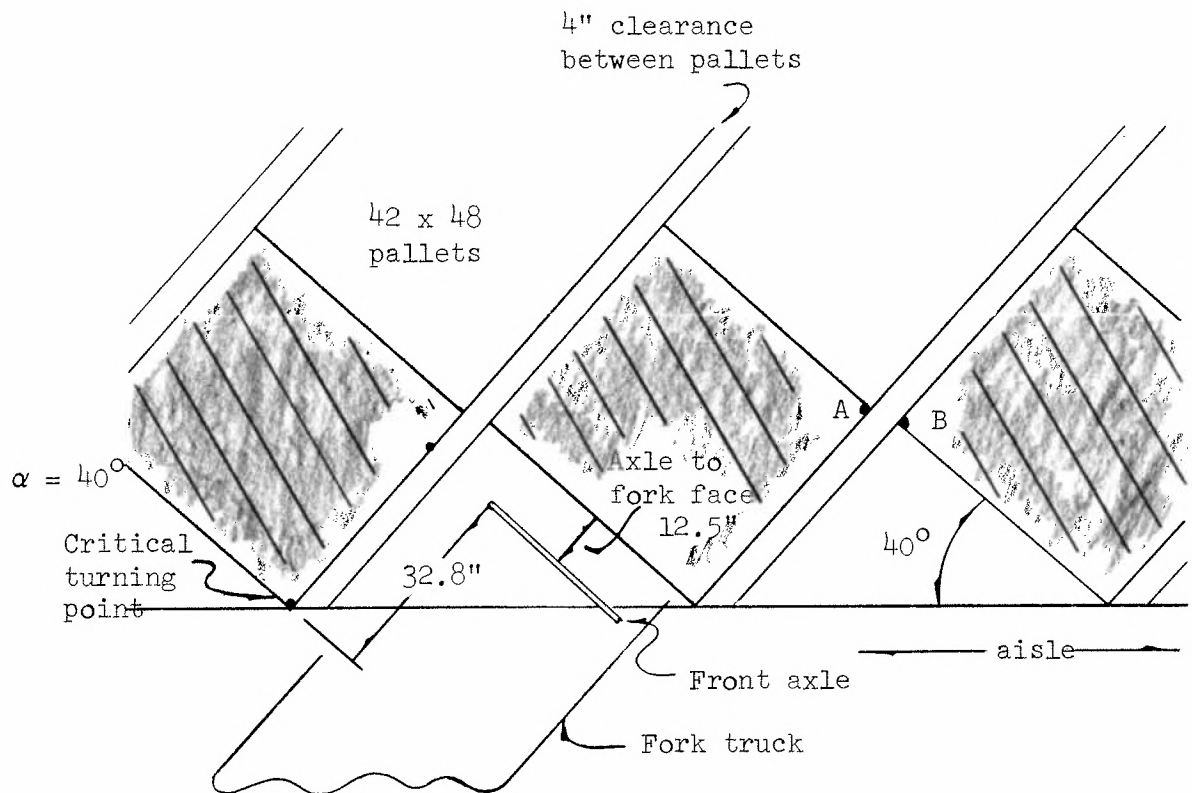 4" clearance
between pallets
42 x 48
pallets
A
B
α = 40°
Axle to
fork face
12.5"
40°
Critical
turning
point
32.8"
aisle
Front axle
Fork truck